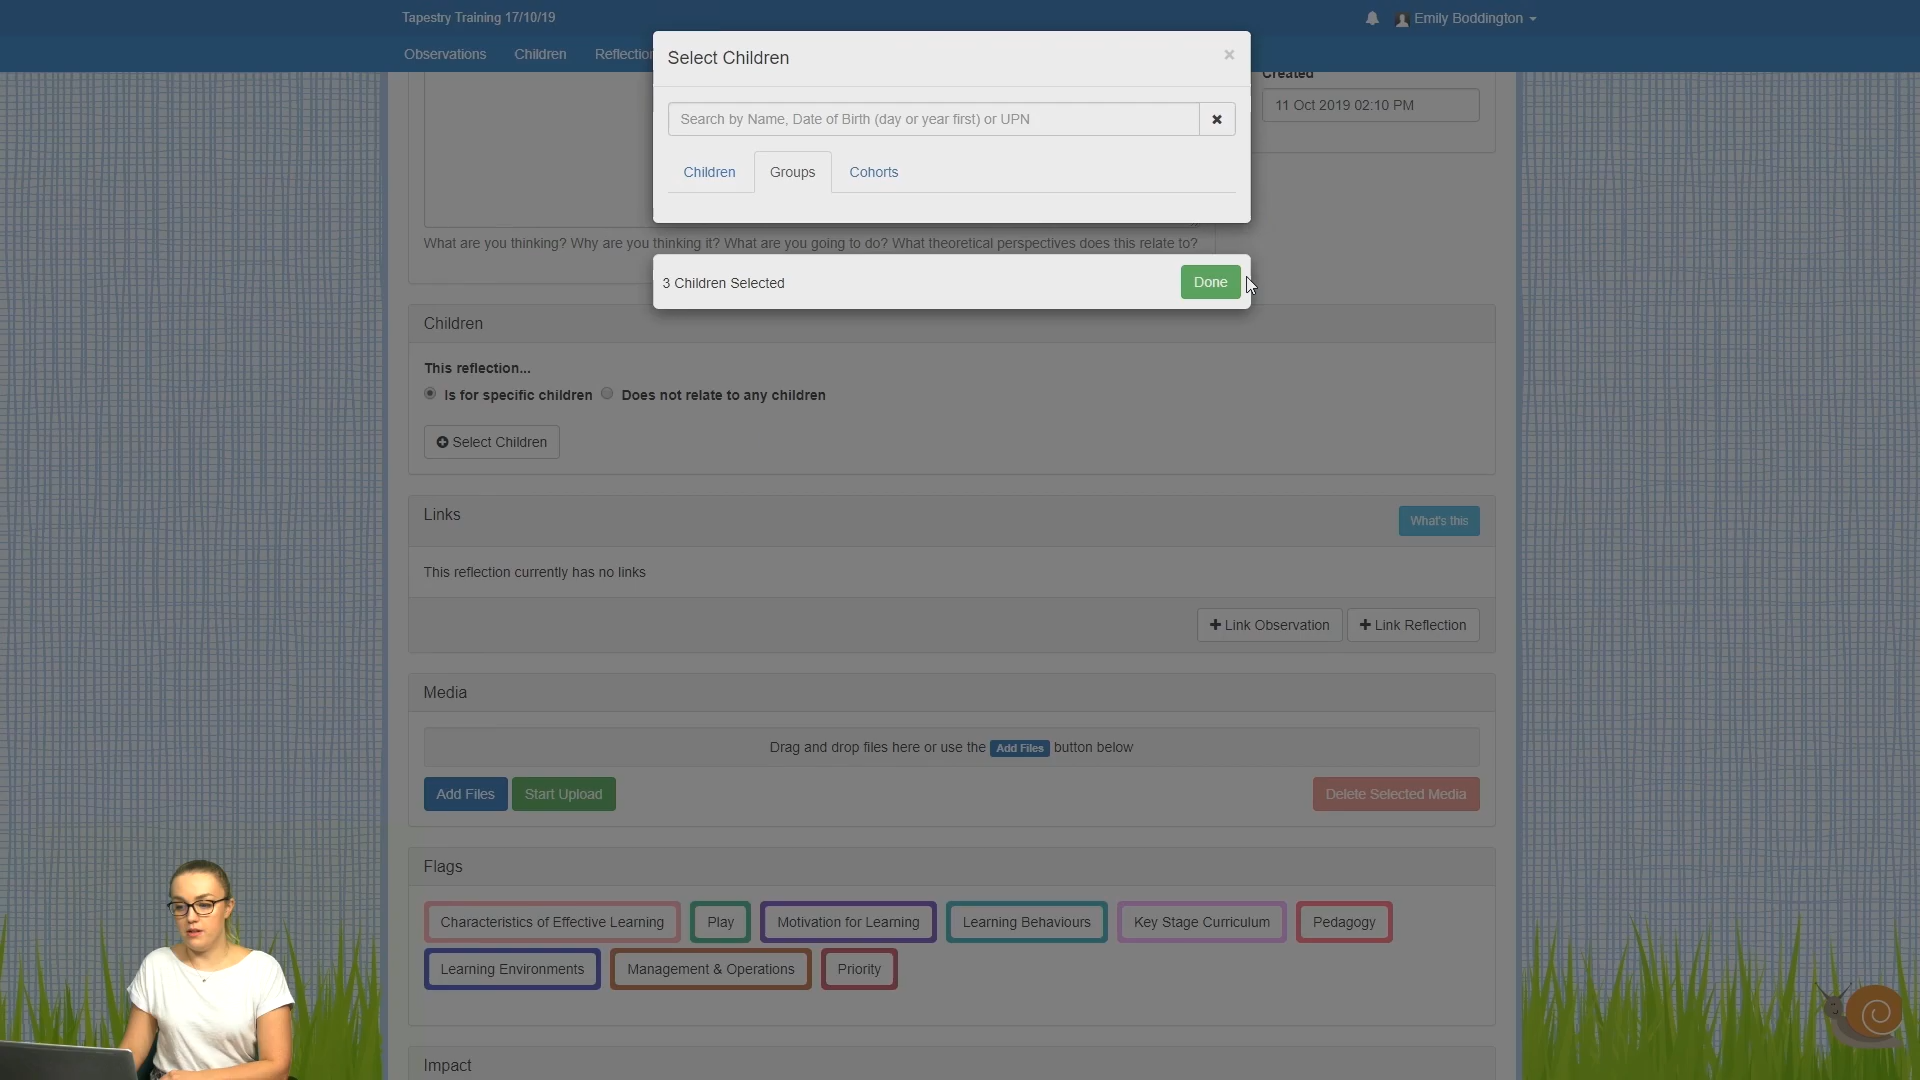 Tapestry Training 17/10/19
Emily Boddington
Observations Children Reflection
Select Children
×
Created
Search by Name, Date of Birth (day or year first) or UPN
11 Oct 2019 02:10 PM
Children Groups Cohorts
What are you thinking? Why are you thinking it? What are you going to do? What theoretical perspectives does this relate to?
3 Children Selected
Done
Children
This reflection...
Is for specific children Does not relate to any children
Select Children
Links
What's this
This reflection currently has no links
Link Observation Link Reflection
Media
Drag and drop files here or use the Add Files button below
Add Files Start Upload Delete Selected Media
Flags
Characteristics of Effective Learning Play Motivation for Learning Learning Behaviours Key Stage Curriculum Pedagogy
Learning Environments Management & Operations Priority
Impact